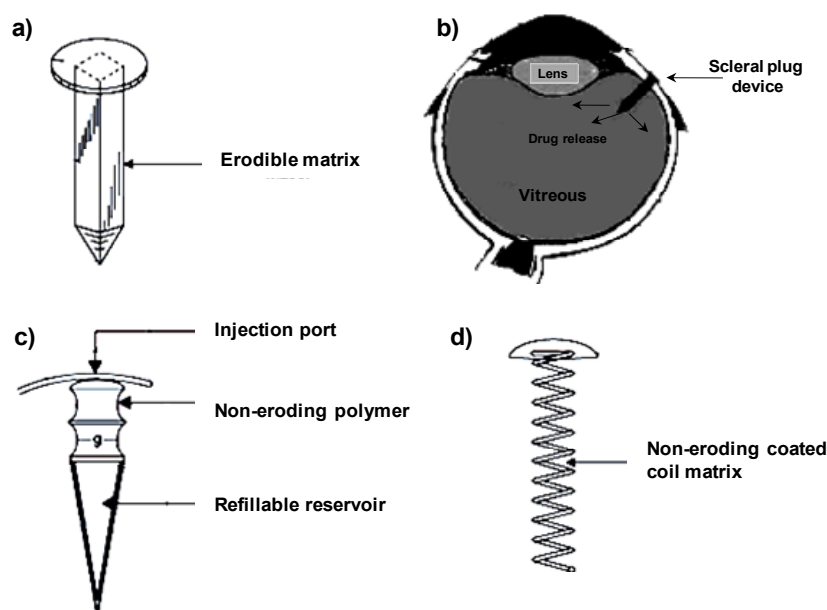 a)
Erodible matrix
b)
Lens
Scleral plug
device
Drug release
Vitreous
c)
Injection port
Non-eroding polymer
g
Refillable reservoir
d)
Non-eroding coated
coil matrix